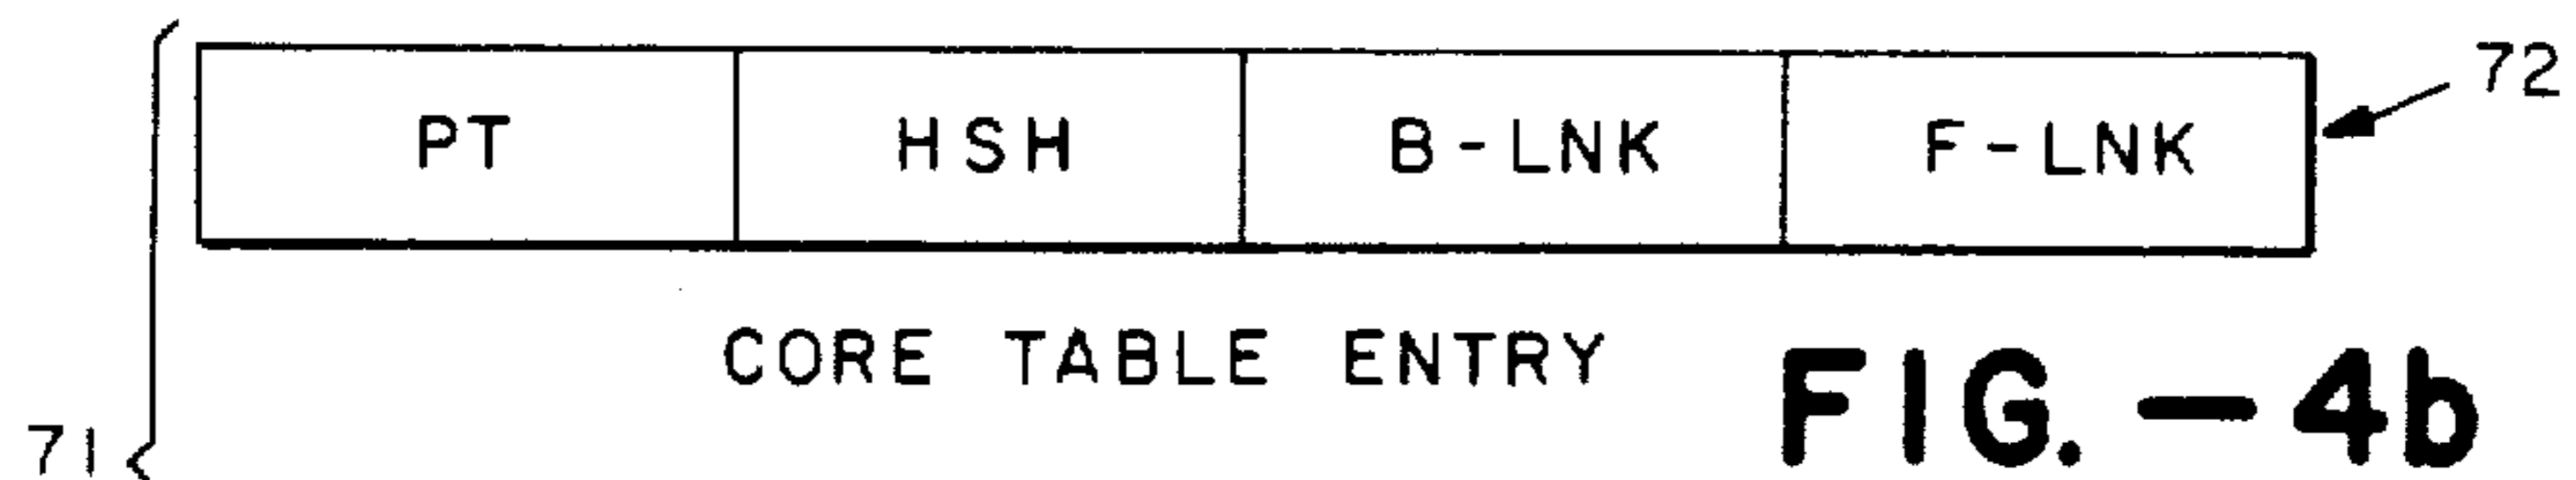 72
PT HSH B-LNK F-LNK
CORE TABLE ENTRY
FIG.-4b
71